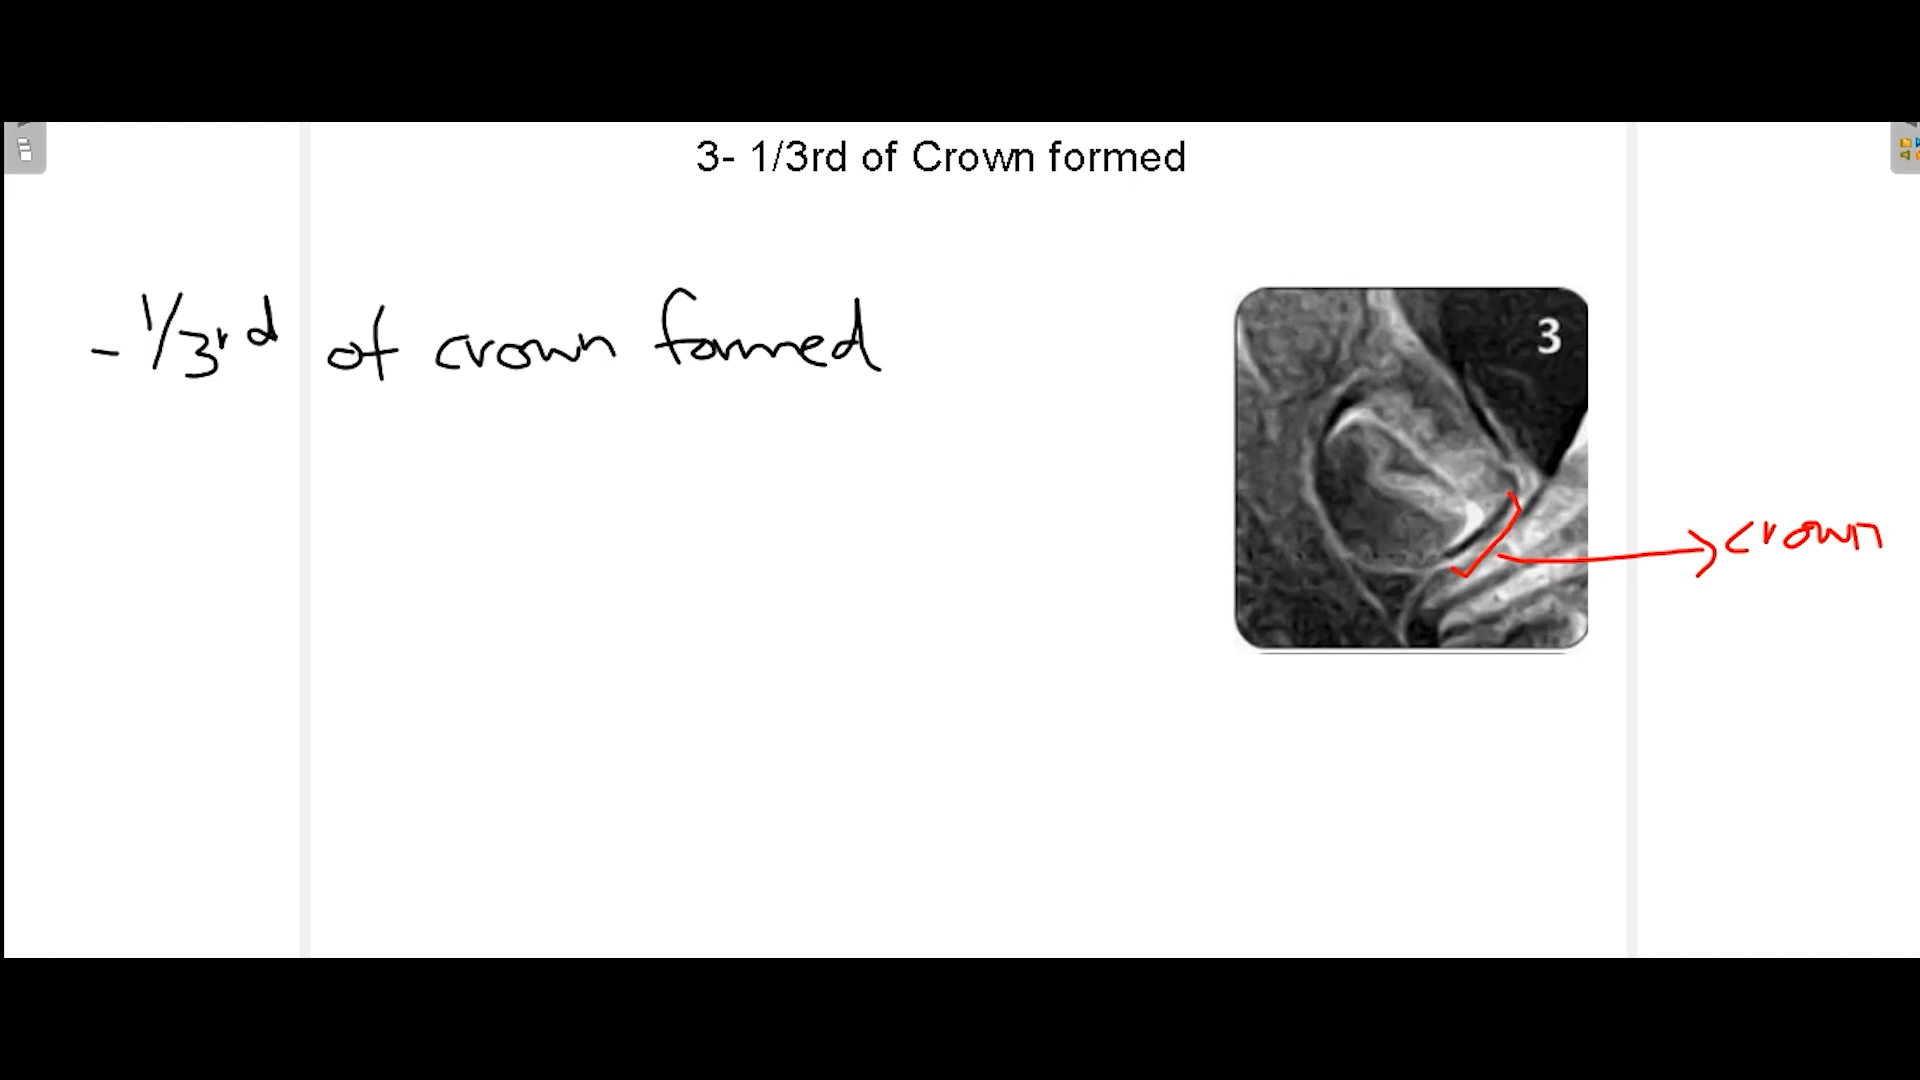 3- 1/3rd of Crown formed
- 1/3rd of crown formed
3
crown